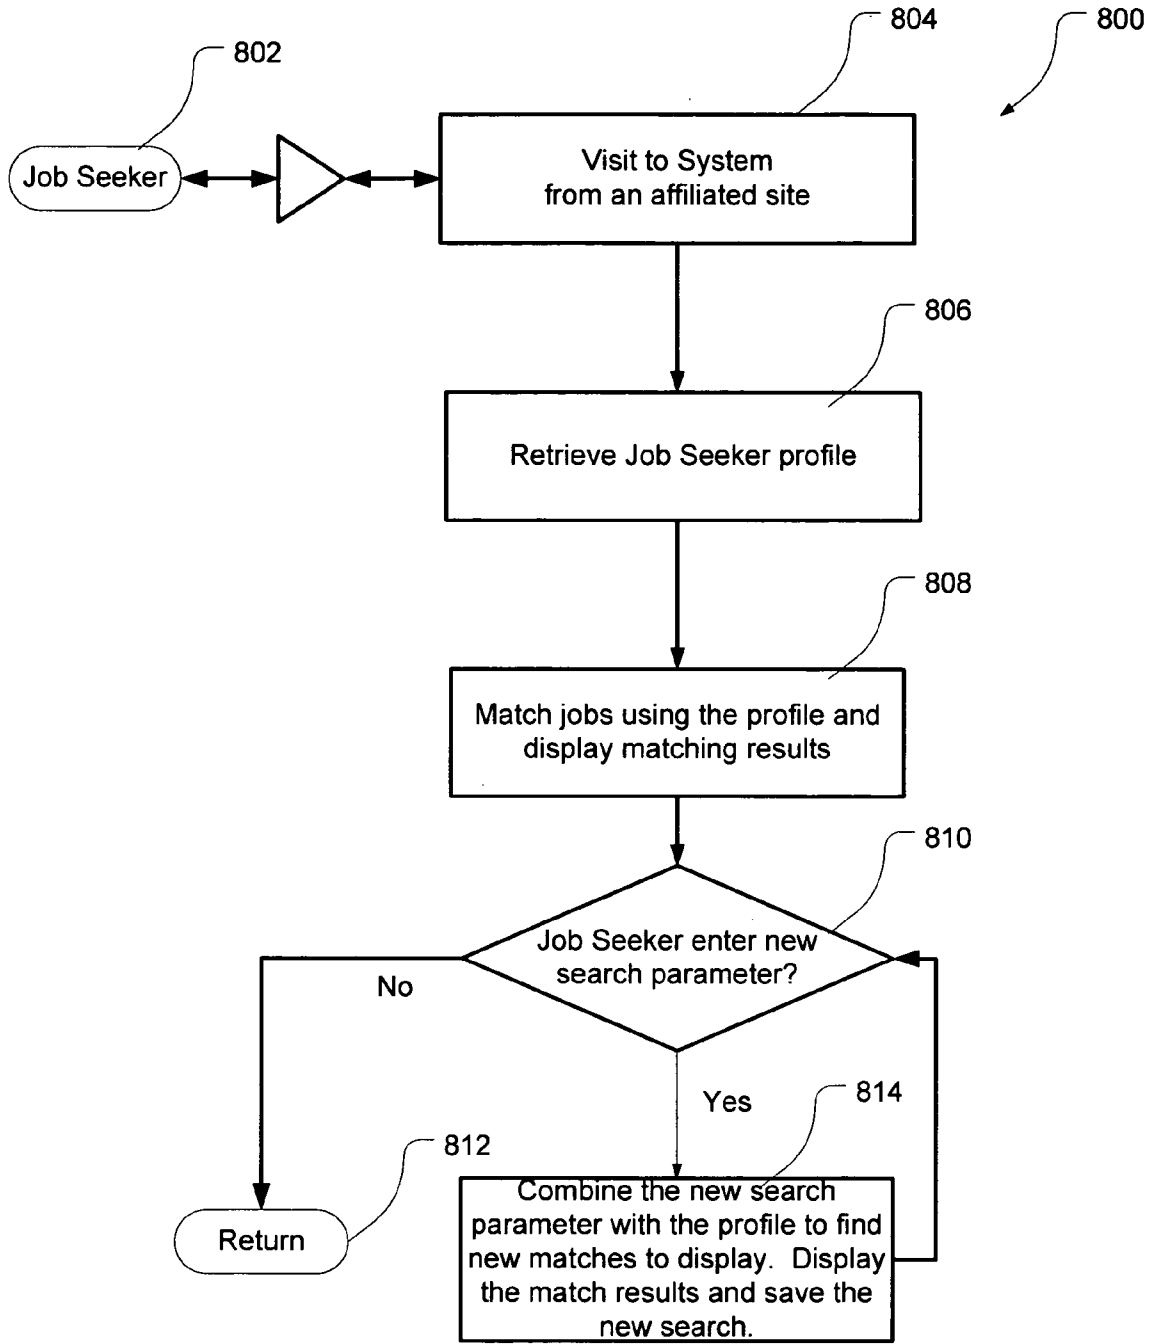 804
800
802
Job Seeker
Visit to System
from an affiliated site
806
Retrieve Job Seeker profile
808
Match jobs using the profile and
display matching results
810
Job Seeker enter new
search parameter?
No
Yes
814
812
Combine the new search
parameter with the profile to find
new matches to display. Display
the match results and save the
new search.
Return